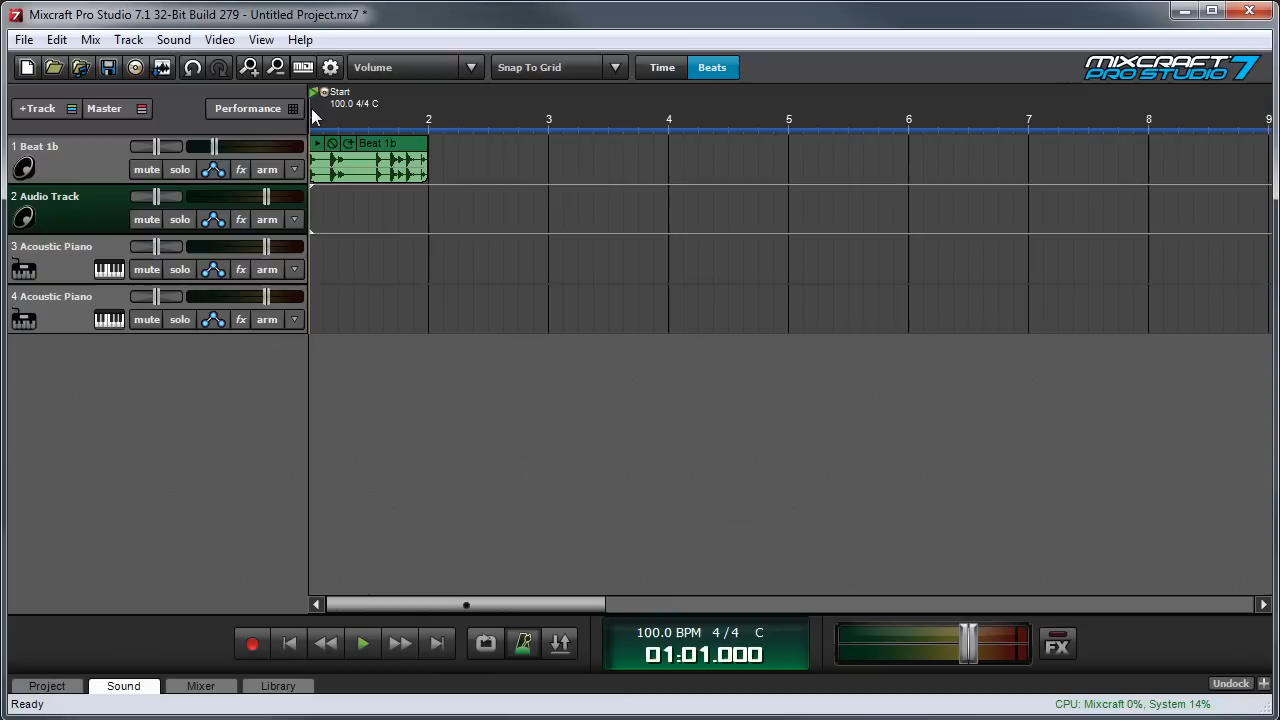 Mixcraft Pro Studio 7.1 32-Bit Build 279 - Untitled Project.mx7 *
File Edit Mix Track Sound Video View Help
Volume Snap To Grid Time Beats
MIXCRAFT
PRO STUDIO 7
+Track Master Performance
Start
100.0 4/4 C
2 3 4 5 6 7 8 9
1 Beat 1b
Beat 1b
mute solo fx arm
2 Audio Track
mute solo fx arm
3 Acoustic Piano
mute solo fx arm
4 Acoustic Piano
mute solo fx arm
100.0 BPM 4 / 4 C
01:01.000
FX
Project Sound Mixer Library Undock
Ready
CPU: Mixcraft 0%, System 14%